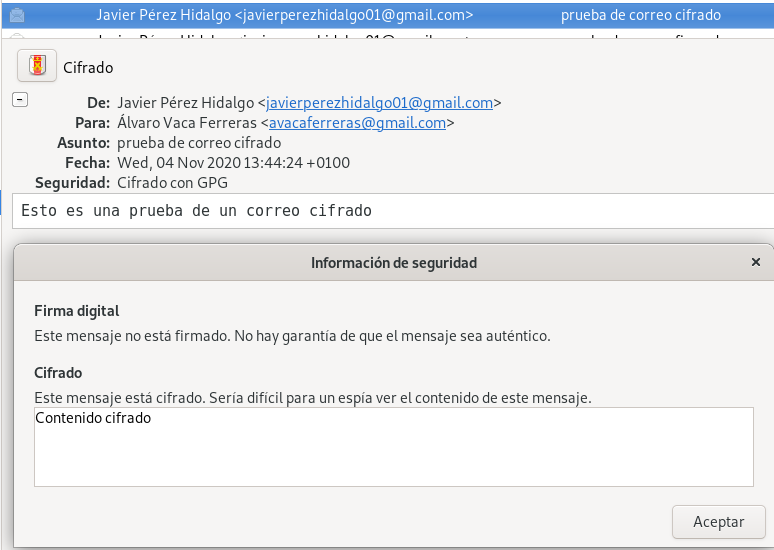 Javier Pérez Hidalgo <javierperezhidalgo01@gmail.com> prueba de correo cifrado
Cifrado
De: Javier Pérez Hidalgo <javierperezhidalgo01@gmail.com>
Para: Álvaro Vaca Ferreras <avacaferreras@gmail.com>
Asunto: prueba de correo cifrado
Fecha: Wed, 04 Nov 2020 13:44:24 +0100
Seguridad: Cifrado con GPG
Esto es una prueba de un correo cifrado
Información de seguridad
Firma digital
Este mensaje no está firmado. No hay garantía de que el mensaje sea auténtico.
Cifrado
Este mensaje está cifrado. Sería difícil para un espía ver el contenido de este mensaje.
Contenido cifrado
Aceptar